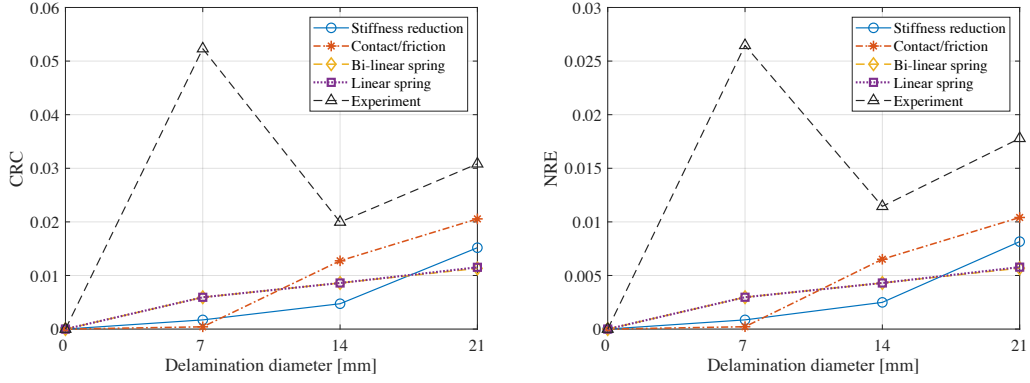 0.06
0.05
0.04
0.03
0.02
0.01
0
CRC
0 7 14 21
Delamination diameter [mm]
Stiffness reduction
Contact/friction
Bi-linear spring
Linear spring
Experiment
0.03
0.025
0.02
0.015
0.01
0.005
0
NRE
0 7 14 21
Delamination diameter [mm]
Stiffness reduction
Contact/friction
Bi-linear spring
Linear spring
Experiment